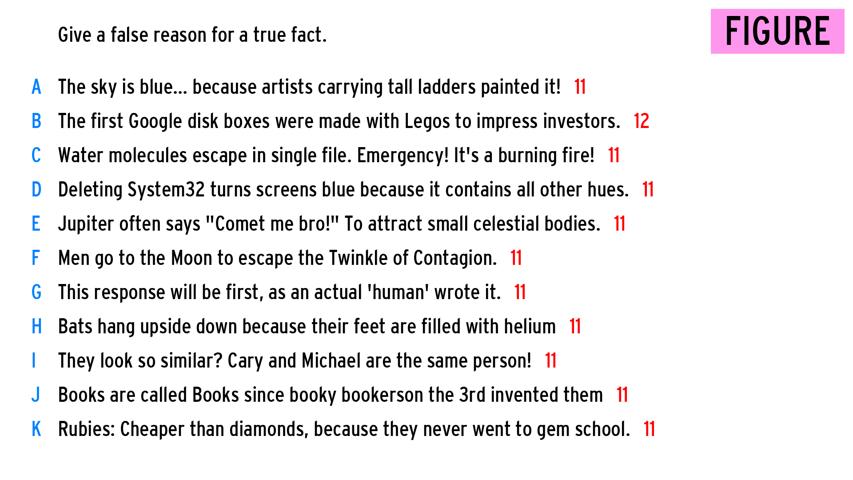 Give a false reason for a true fact.
FIGURE
A The sky is blue... because artists carrying tall ladders painted it! 11
B The first Google disk boxes were made with Legos to impress investors. 12
C Water molecules escape in single file. Emergency! It's a burning fire! 11
D Deleting System32 turns screens blue because it contains all other hues. 11
E Jupiter often says "Comet me bro!" To attract small celestial bodies. 11
F Men go to the Moon to escape the Twinkle of Contagion. 11
G This response will be first, as an actual 'human' wrote it. 11
H Bats hang upside down because their feet are filled with helium 11
I They look so similar? Cary and Michael are the same person! 11
J Books are called Books since booky bookerson the 3rd invented them 11
K Rubies: Cheaper than diamonds, because they never went to gem school. 11